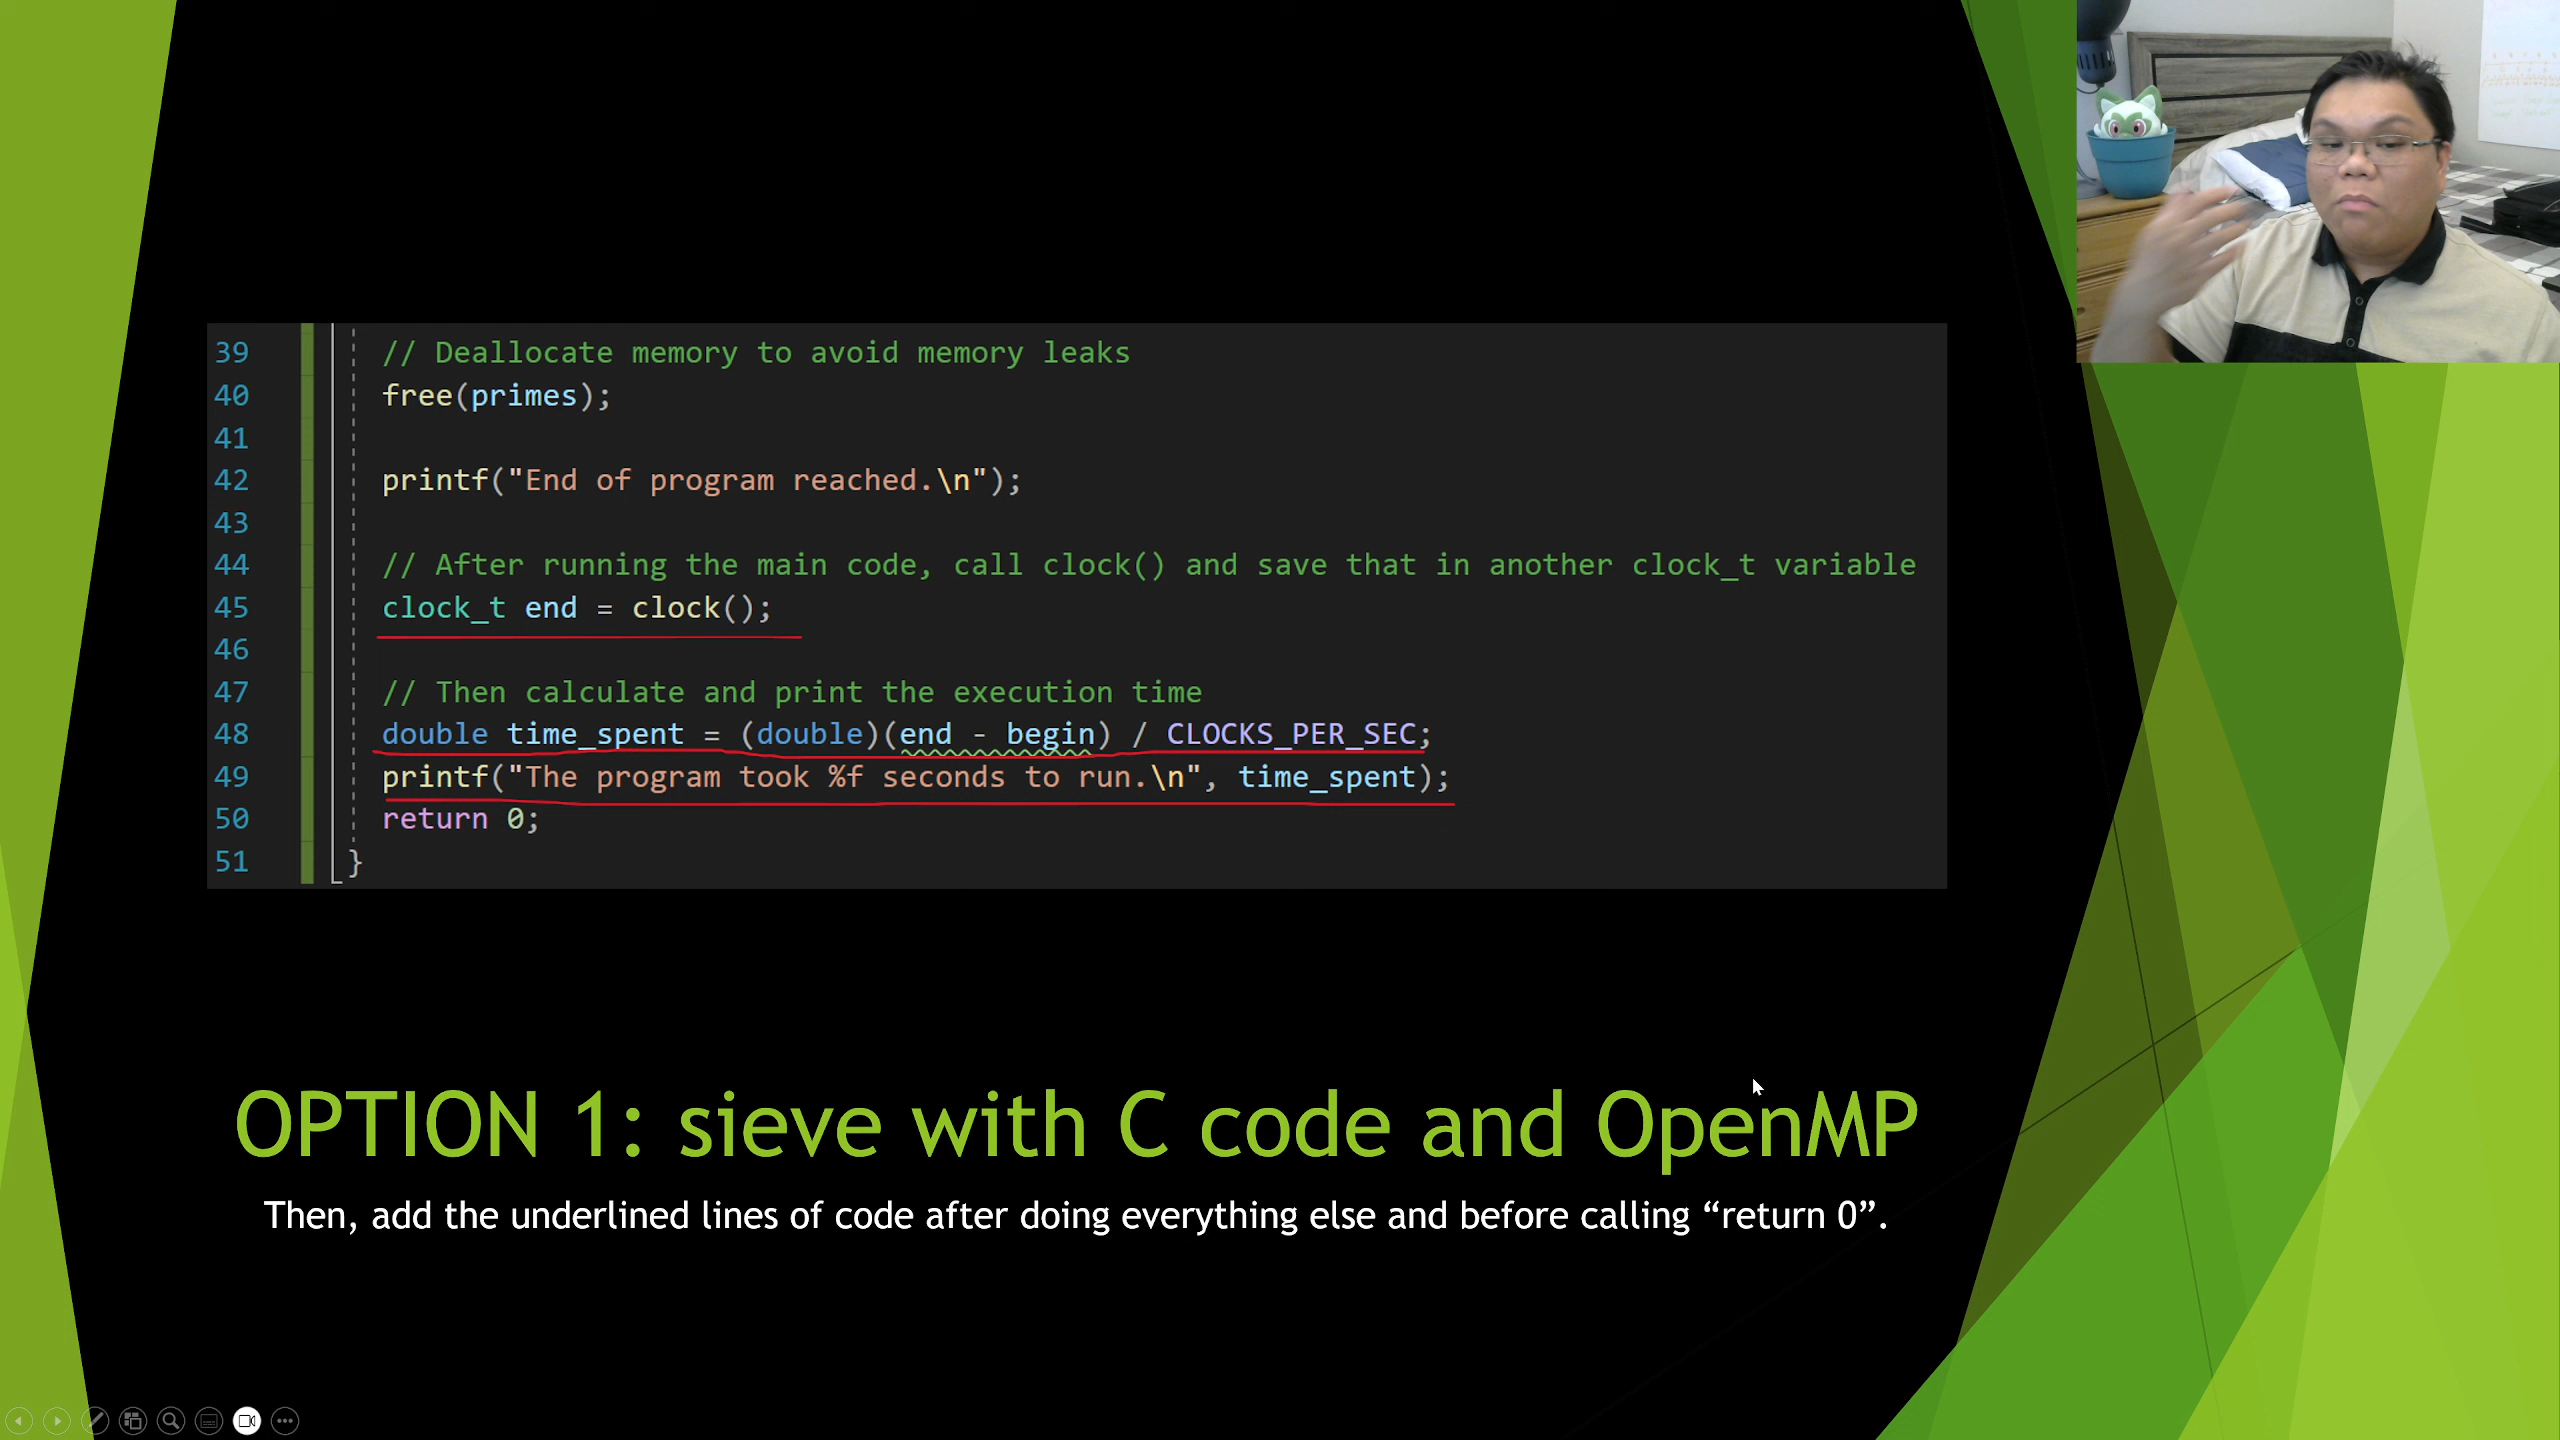 39 // Deallocate memory to avoid memory leaks
40 free(primes);
41
42 printf("End of program reached.\n");
43
44 // After running the main code, call clock() and save that in another clock_t variable
45 clock_t end = clock();
46
47 // Then calculate and print the execution time
48 double time_spent = (double)(end - begin) / CLOCKS_PER_SEC;
49 printf("The program took %f seconds to run.\n", time_spent);
50 return 0;
51 }
OPTION 1: sieve with C code and OpenMP
Then, add the underlined lines of code after doing everything else and before calling “return 0”.